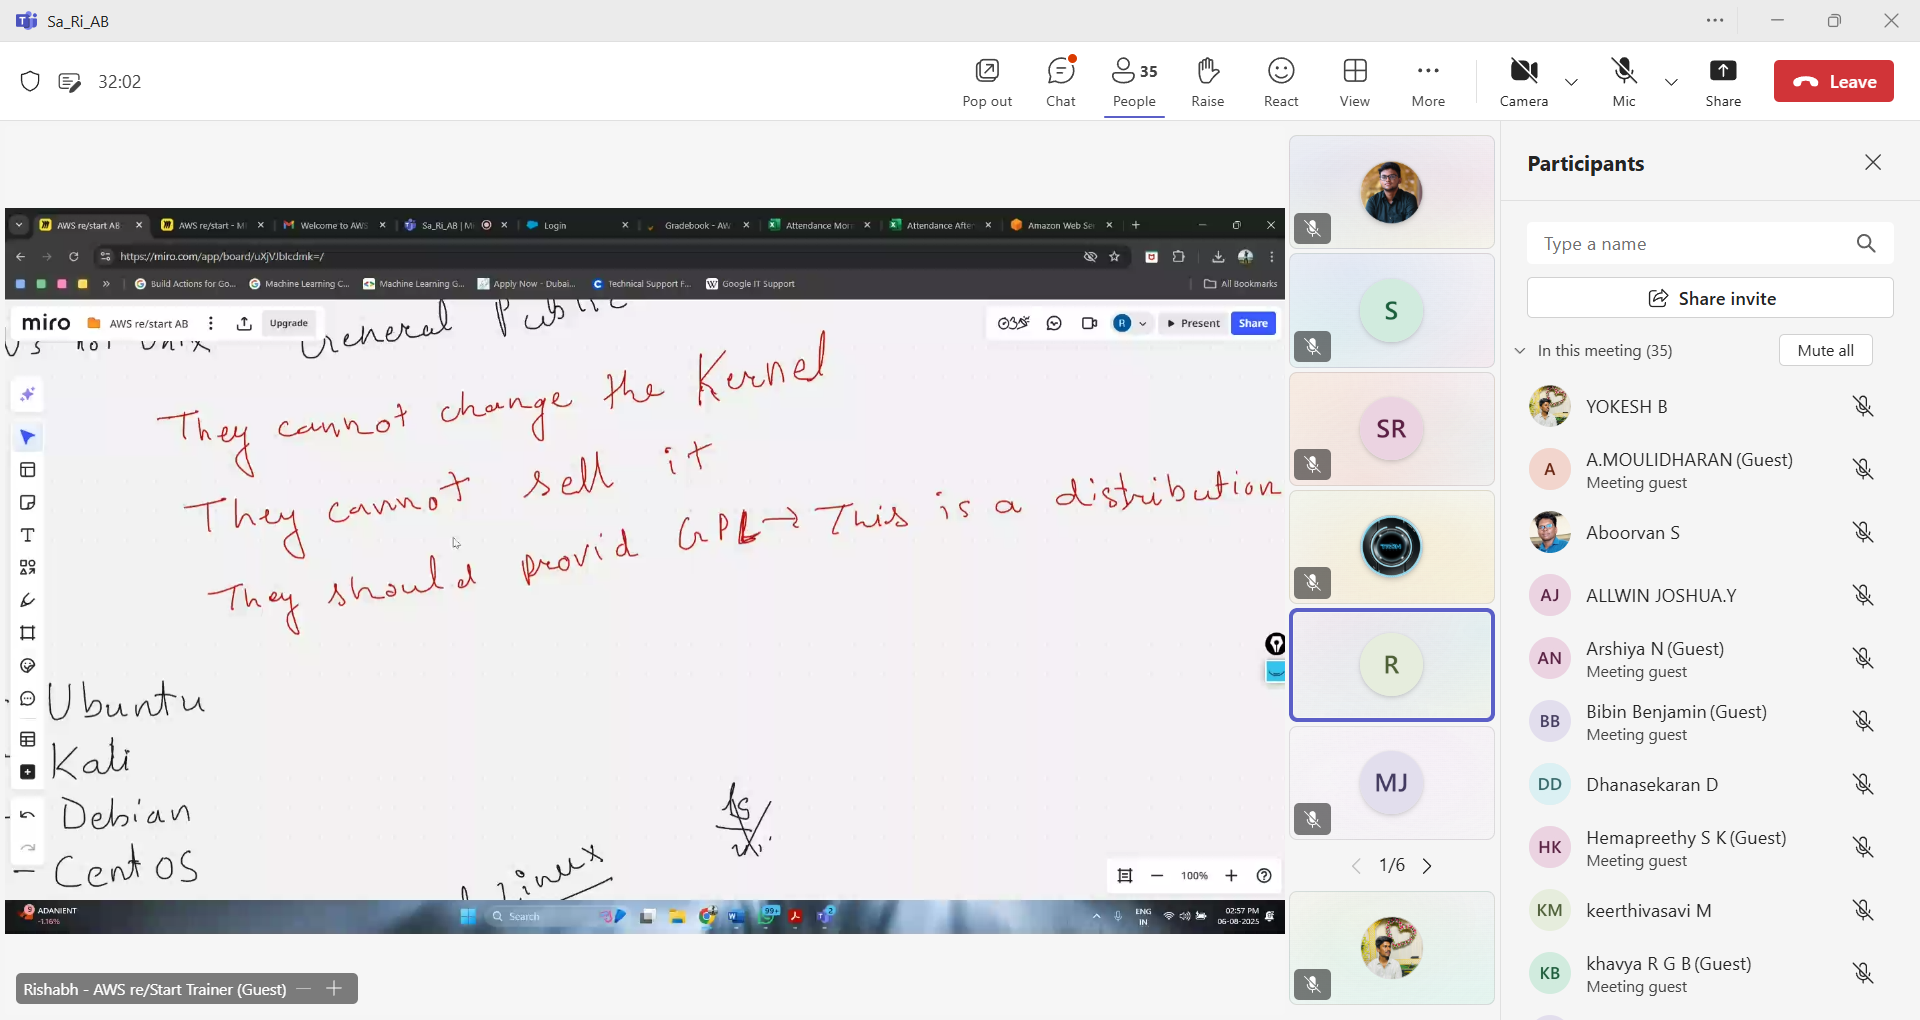 Sa_Ri_AB
32:02
Pop out
Chat
35
People
Raise
React
View
More
Camera
Mic
Share
Leave
AWS re/start AB
AWS re/start - M
Welcome to AWS
Sa_Ri_AB | M
Login
Gradebook - AW
Attendance Mor
Attendance After
Amazon Web Se
https://miro.com/app/board/uXjVJbIcdmk=/
Build Actions for Go...
Machine Learning C...
Machine Learning G...
Apply Now - Dubai...
Technical Support F...
Google IT Support
All Bookmarks
miro
AWS re/start AB
Upgrade
R
Present
Share
not Unix
General Public
They cannot change the Kernel
They cannot sell it
They should provid GPL → This is a distribution
- Ubuntu
- Kali
- Debian
- Cent OS
Linux
100%
ADANIENT
-1.16%
Search
99+
2
ENG
IN
02:57 PM
06-08-2025
Rishabh - AWS re/Start Trainer (Guest)
S
SR
R
MJ
1/6
Participants
Type a name
Share invite
In this meeting (35)
Mute all
YOKESH B
A
A.MOULIDHARAN (Guest)
Meeting guest
Aboorvan S
AJ
ALLWIN JOSHUA.Y
AN
Arshiya N (Guest)
Meeting guest
BB
Bibin Benjamin (Guest)
Meeting guest
DD
Dhanasekaran D
HK
Hemapreethy S K (Guest)
Meeting guest
KM
keerthivasavi M
KB
khavya R G B (Guest)
Meeting guest